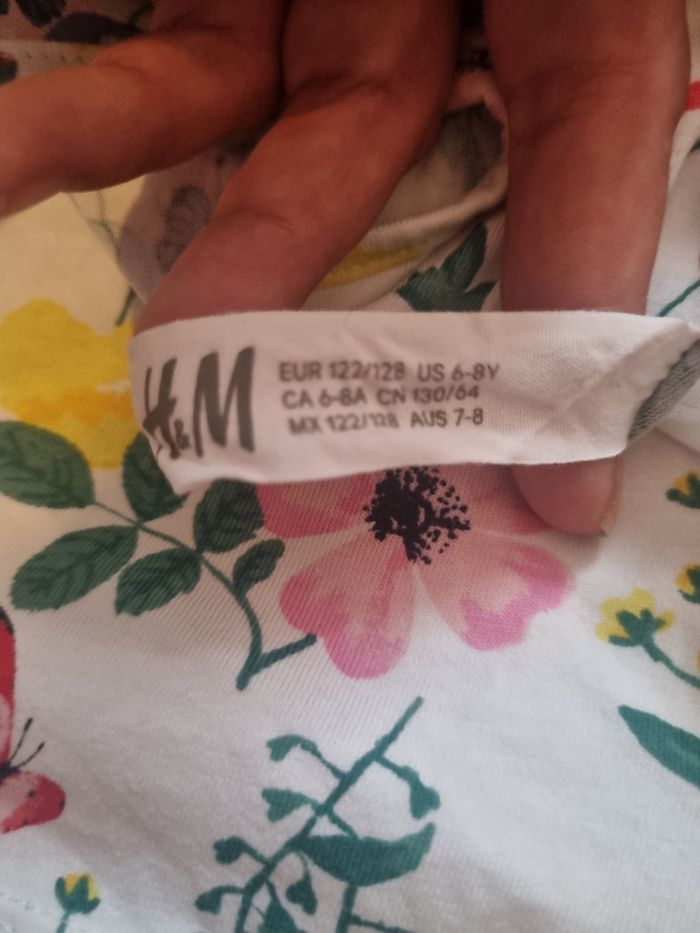 H&M
EUR 122/128 US 6-8Y
CA 6-8A CN 130/64
MX 122/128 AUS 7-8